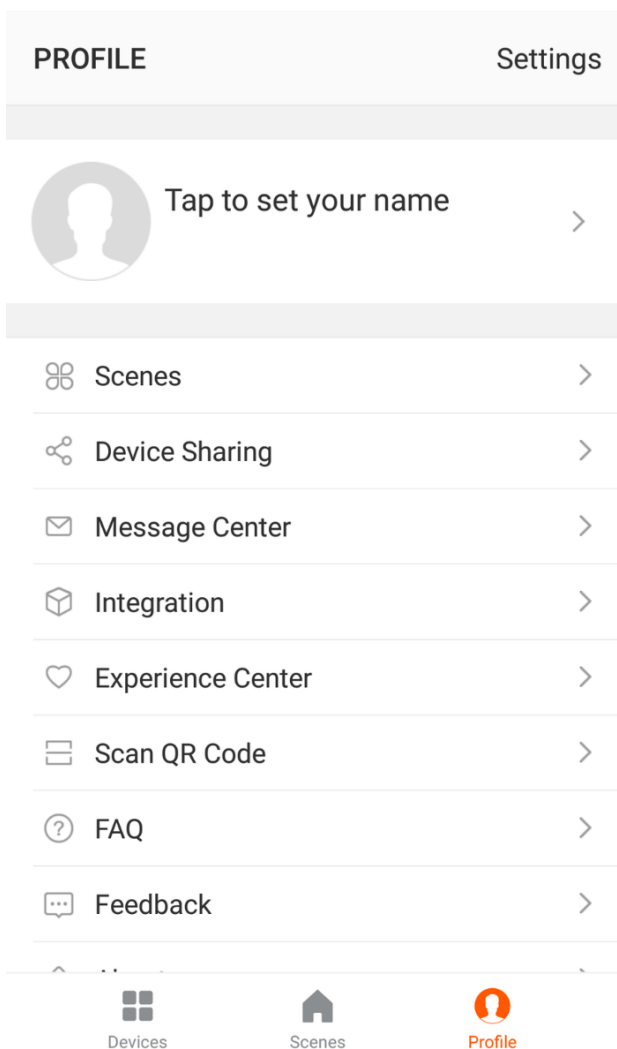 PROFILE Settings
Tap to set your name
Scenes
Device Sharing
Message Center
Integration
Experience Center
Scan QR Code
FAQ
Feedback
Devices Scenes Profile